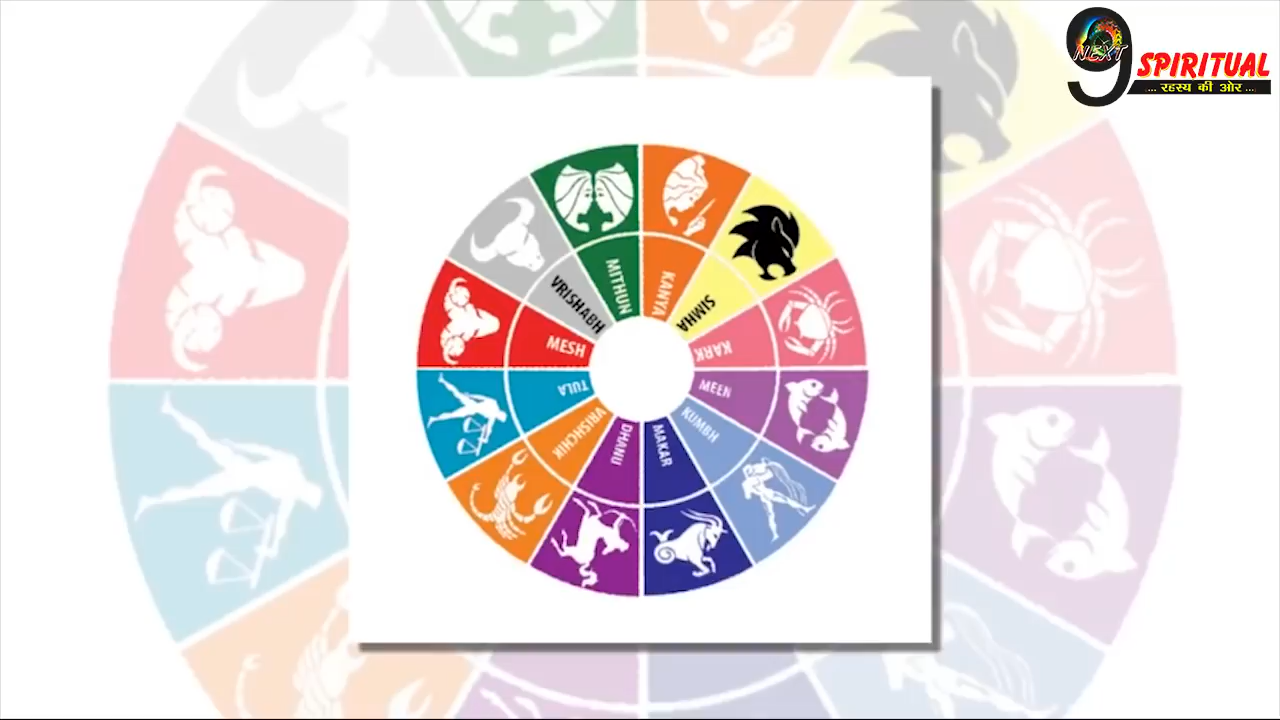 9 NEXT
SPIRITUAL
... रहस्य की ओर ...
MITHUN
KANYA
VRISHABH
SIMHA
MESH
KARK
TULA
MEEN
VRISHCHIK
KUMBH
DHANU
MAKAR